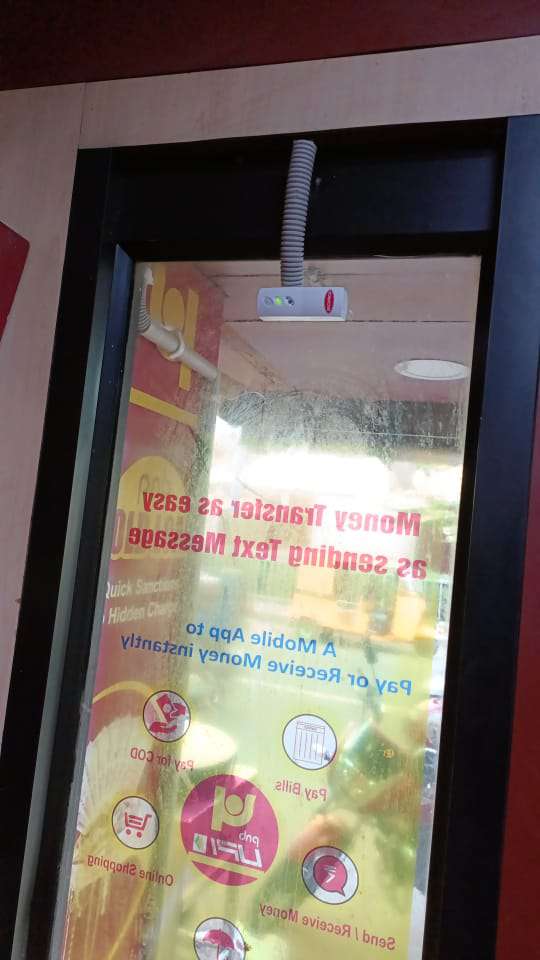 Money Transfer as easy
as sending Text Message
Quick Sanction
Hidden Charg
A Mobile App to
Pay or Receive Money instantly
Pay for COD
Pay Bills
pnb
UPI
Online Shopping
Send / Receive Money